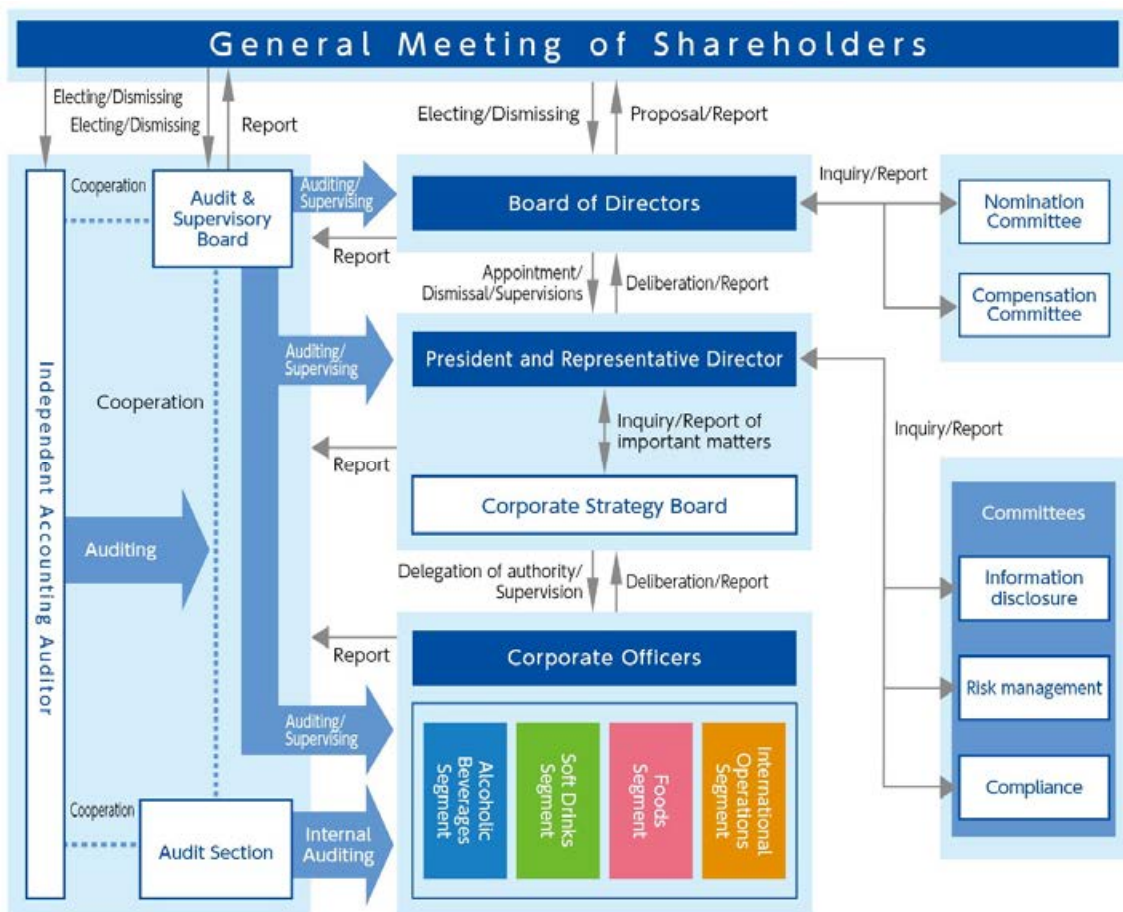 General Meeting of Shareholders
Electing/Dismissing
Electing/Dismissing
Report
Electing/Dismissing
Proposal/Report
Cooperation
Audit &
Supervisory
Board
Auditing/
Supervising
Board of Directors
Inquiry/Report
Nomination
Committee
Report
Appointment/
Dismissal/Supervisions
Deliberation/Report
Compensation
Committee
Independent Accounting Auditor
Cooperation
Auditing/
Supervising
President and Representative Director
Inquiry/Report of
important matters
Inquiry/Report
Report
Corporate Strategy Board
Committees
Auditing
Delegation of authority/
Supervision
Deliberation/Report
Information
disclosure
Report
Corporate Officers
Risk management
Auditing/
Supervising
Alcoholic
Beverages
Segment
Soft Drinks
Segment
Foods
Segment
International
Operations
Segment
Compliance
Cooperation
Audit Section
Internal
Auditing